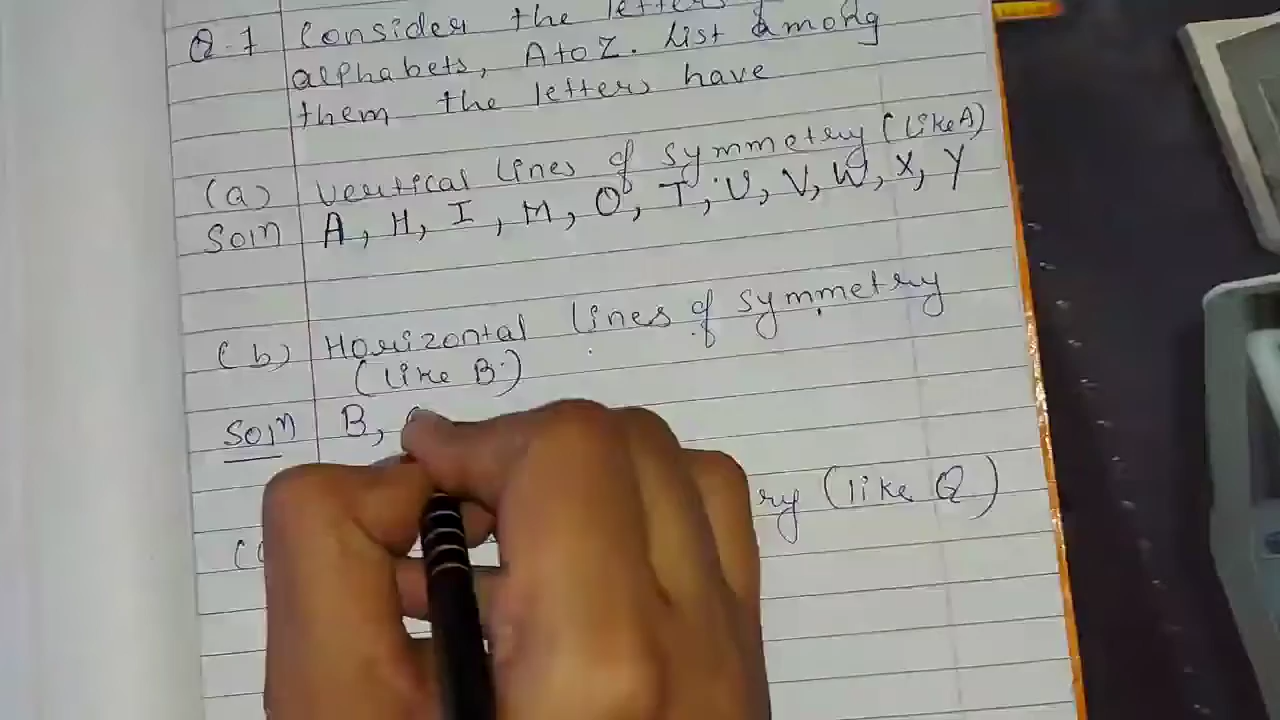 Q.1 Consider the letters
alphabets, A to Z. List among
them the letters have
(a) Vertical lines of symmetry (like A)
Soln A, H, I, M, O, T, U, V, W, X, Y
(b) Horizontal lines of symmetry
(like B)
Soln B,
ry (like Q)